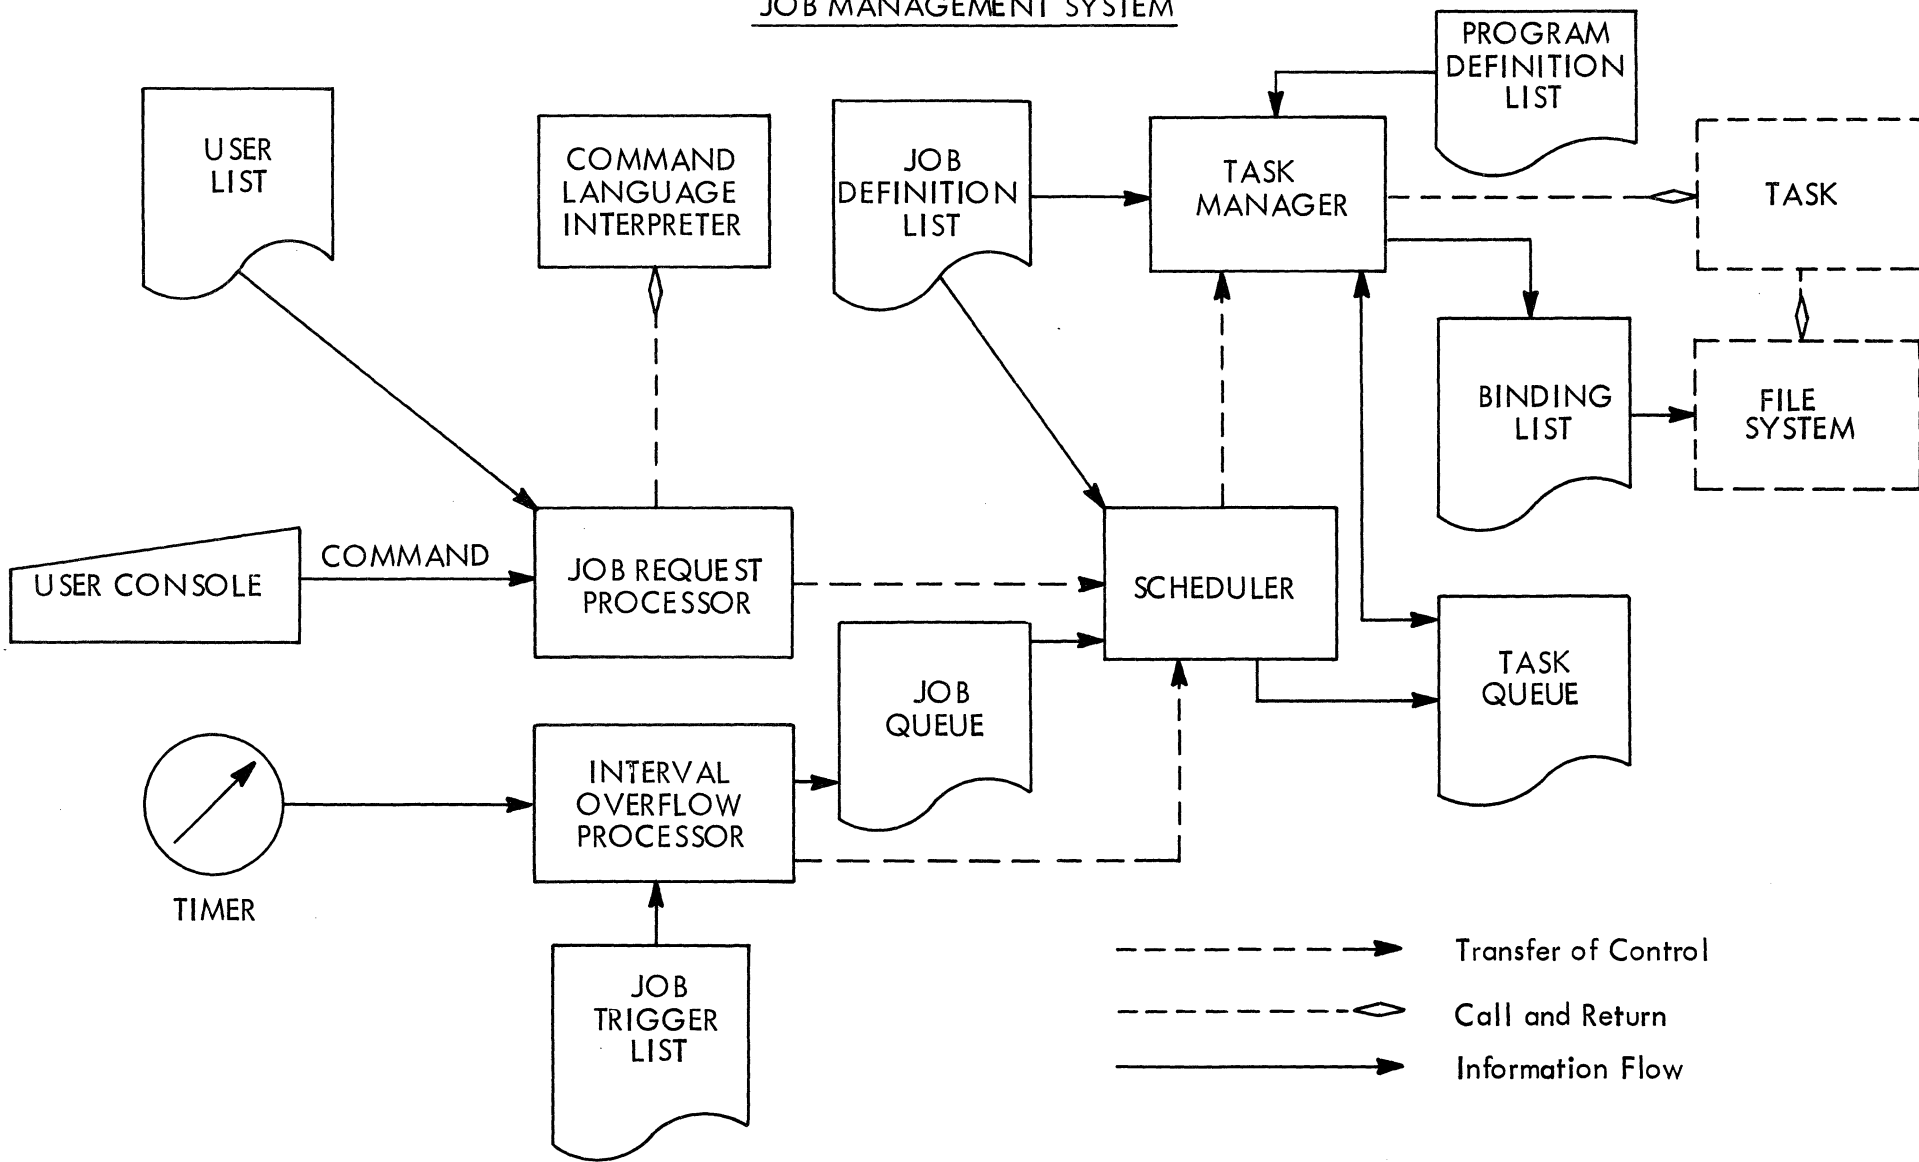 JOB MANAGEMENT SYSTEM
PROGRAM
DEFINITION
LIST
USER
LIST
COMMAND
LANGUAGE
INTERPRETER
JOB
DEFINITION
LIST
TASK
MANAGER
TASK
BINDING
LIST
FILE
SYSTEM
USER CONSOLE
COMMAND
JOB REQUEST
PROCESSOR
SCHEDULER
JOB
QUEUE
TASK
QUEUE
TIMER
INTERVAL
OVERFLOW
PROCESSOR
JOB
TRIGGER
LIST
Transfer of Control
Call and Return
Information Flow